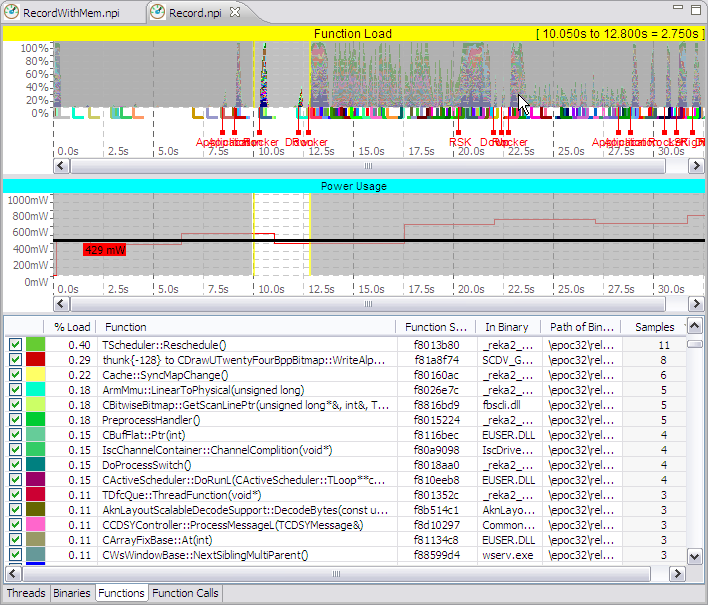 RecordWithMem.npi Record.npi
Function Load [ 10.050s to 12.800s = 2.750s ]
100%
80%
60%
40%
20%
0%
RSK
0.0s 2.5s 5.0s 7.5s 10.0s 12.5s 15.0s 17.5s 20.0s 22.5s 25.0s 27.5s 30.0s
Power Usage
1000mW
800mW
600mW
400mW
200mW
0mW
429 mW
0.0s 2.5s 5.0s 7.5s 10.0s 12.5s 15.0s 17.5s 20.0s 22.5s 25.0s 27.5s 30.0s
% Load Function Function S... In Binary Path of Bin... Samples
0.40 TScheduler::Reschedule() f8013b80 _reka2_... \epoc32\rel... 11
0.29 thunk{-128} to CDrawUTwentyFourBppBitmap::WriteAlp... f81a8f74 SCDV_G... \epoc32\rel... 8
0.22 Cache::SyncMapChange() f80160ac _reka2_... \epoc32\rel... 6
0.18 ArmMmu::LinearToPhysical(unsigned long) f8026e7c _reka2_... \epoc32\rel... 5
0.18 CBitwiseBitmap::GetScanLinePtr(unsigned long*&, int&, T... f8816bd9 fbscli.dll \epoc32\rel... 5
0.18 PreprocessHandler() f8015224 _reka2_... \epoc32\rel... 5
0.15 CBufFlat::Ptr(int) f8116bec EUSER.DLL \epoc32\rel... 4
0.15 IscChannelContainer::ChannelComplition(void*) f80a9098 IscDrive... \epoc32\rel... 4
0.15 DoProcessSwitch() f8018aa0 _reka2_... \epoc32\rel... 4
0.15 CActiveScheduler::DoRunL(CActiveScheduler::TLoop**c... f810eeb8 EUSER.DLL \epoc32\rel... 4
0.11 TDfcQue::ThreadFunction(void*) f801352c _reka2_... \epoc32\rel... 3
0.11 AknLayoutScalableDecodeSupport::DecodeBytes(const u... f8b514c1 AknLayo... \epoc32\rel... 3
0.11 CCDSYController::ProcessMessageL(TCDSYMessage&) f8d10297 Common... \epoc32\rel... 3
0.11 CArrayFixBase::At(int) f81134c8 EUSER.DLL \epoc32\rel... 3
0.11 CWsWindowBase::NextSiblingMultiParent() f88599d4 wserv.exe \epoc32\rel... 3
Threads Binaries Functions Function Calls